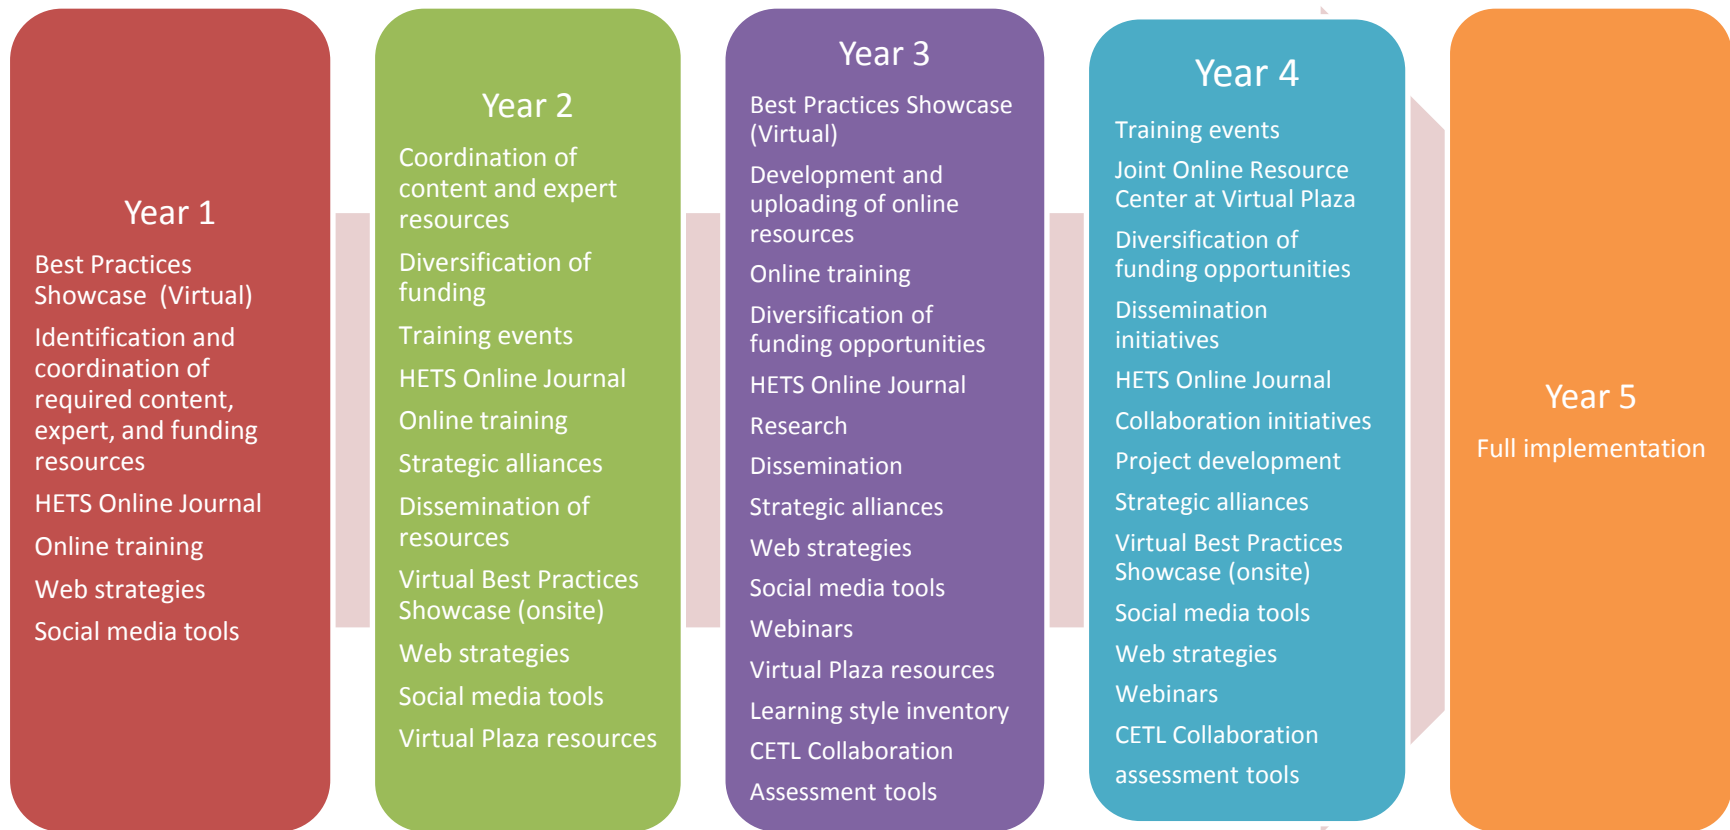 Year 1
Best Practices
Showcase  (Virtual)
Identification and
coordination of
required content,
expert, and funding
resources
HETS Online Journal
Online training
Web strategies
Social media tools
Year 2
Coordination of
content and expert
resources
Diversification of
funding
Training events
HETS Online Journal
Online training
Strategic alliances
Dissemination of
resources
Virtual Best Practices
Showcase (onsite)
Web strategies
Social media tools
Virtual Plaza resources
Year 3
Best Practices Showcase
(Virtual)
Development and
uploading of online
resources
Online training
Diversification of
funding opportunities
HETS Online Journal
Research
Dissemination
Strategic alliances
Web strategies
Social media tools
Webinars
Virtual Plaza resources
Learning style inventory
CETL Collaboration
Assessment tools
Year 4
Training events
Joint Online Resource
Center at Virtual Plaza
Diversification of
funding opportunities
Dissemination
initiatives
HETS Online Journal
Collaboration initiatives
Project development
Strategic alliances
Virtual Best Practices
Showcase (onsite)
Social media tools
Web strategies
Webinars
CETL Collaboration
assessment tools
Year 5
Full implementation